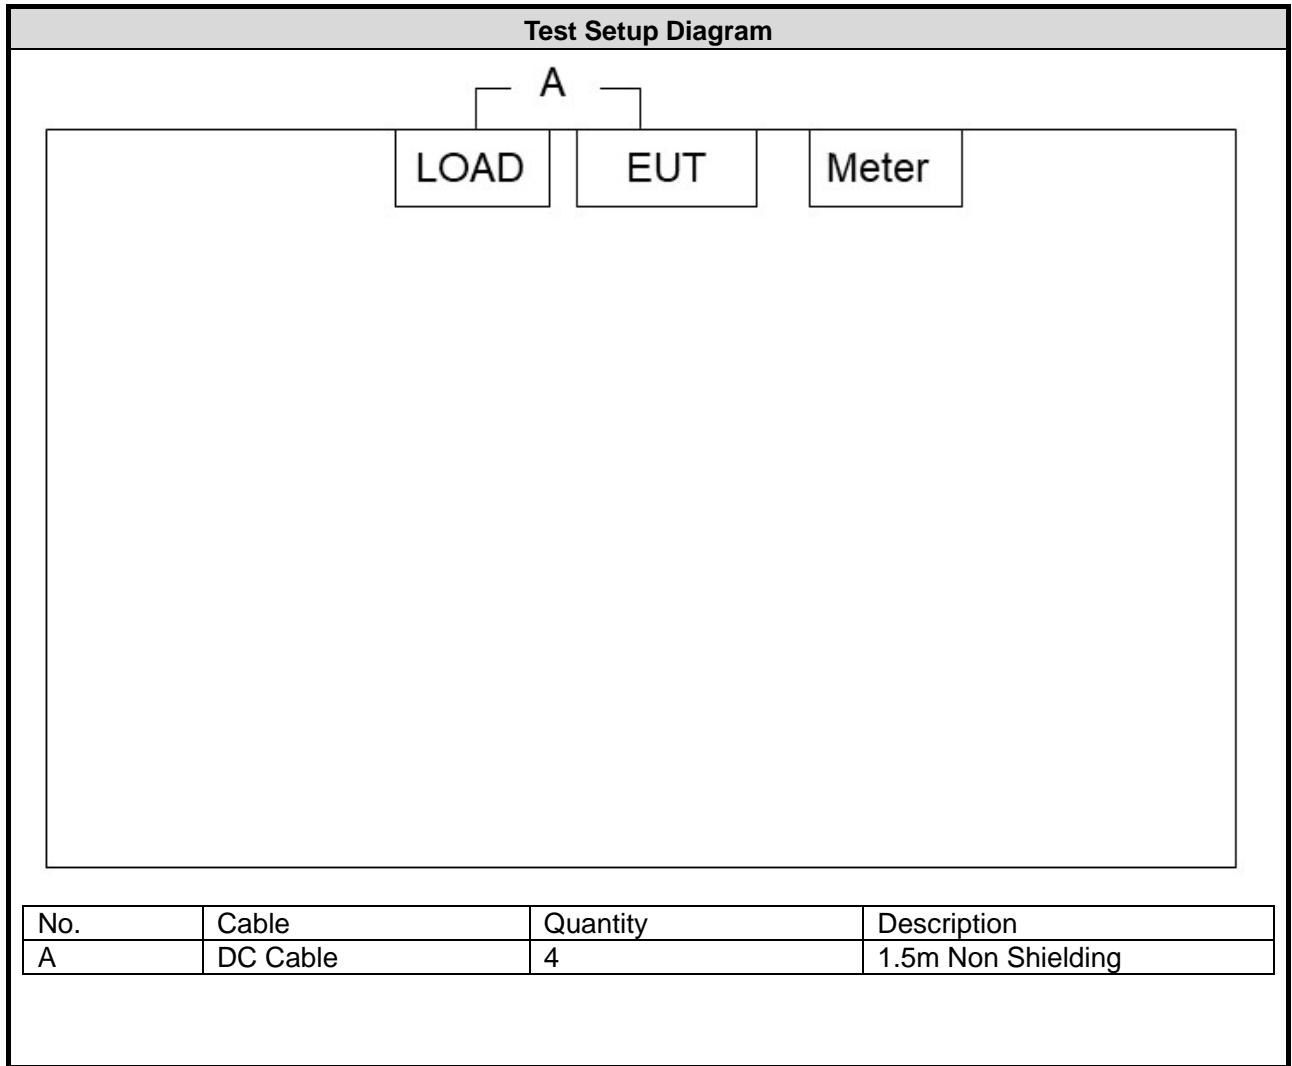 Test Setup Diagram
A
LOAD EUT Meter
No. Cable Quantity Description
A DC Cable 4 1.5m Non Shielding